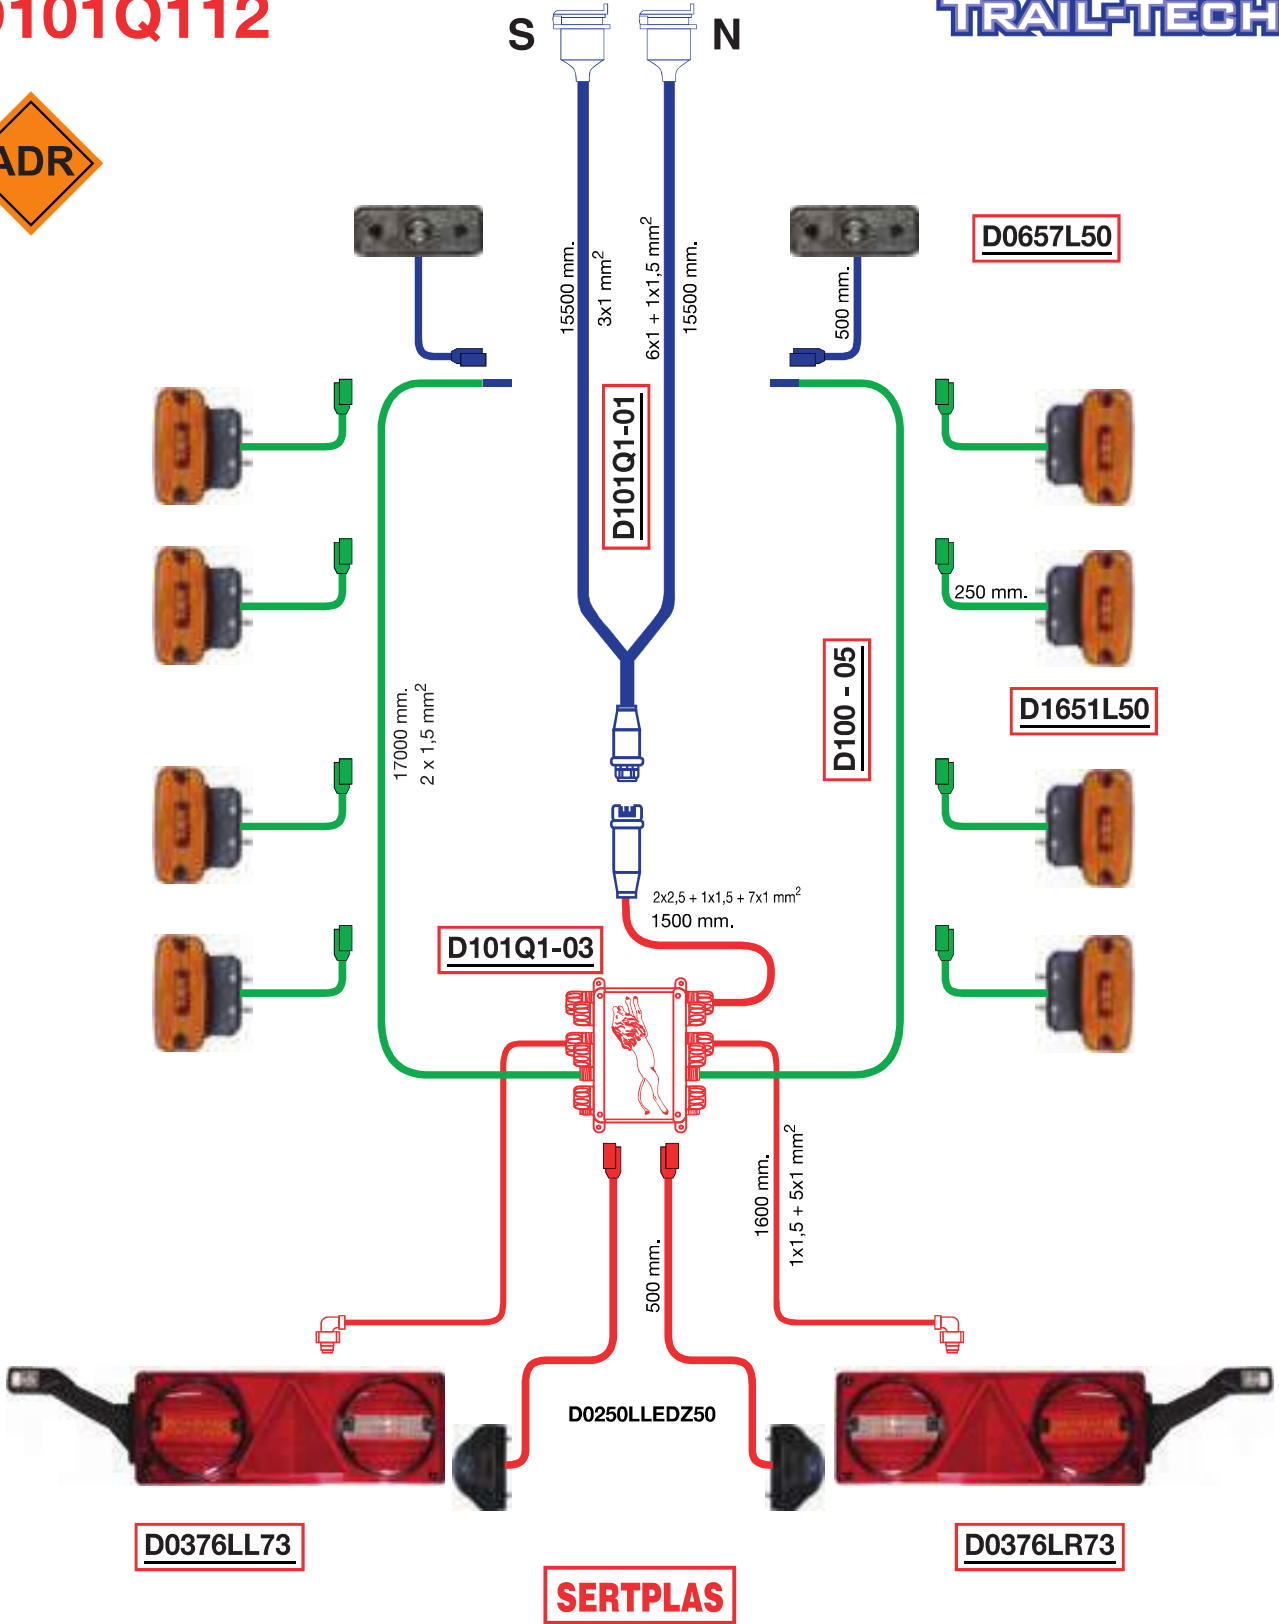 D101Q112
TRAIL-TECH
S
N
ADR
D0657L50
15500 mm.
3x1 mm²
6x1 + 1x1,5 mm²
15500 mm.
500 mm.
D101Q1-01
250 mm.
D100 - 05
D1651L50
17000 mm.
2 x 1,5 mm²
2x2,5 + 1x1,5 + 7x1 mm²
1500 mm.
D101Q1-03
1600 mm.
1x1,5 + 5x1 mm²
500 mm.
D0250LLEDZ50
D0376LL73
D0376LR73
SERTPLAS